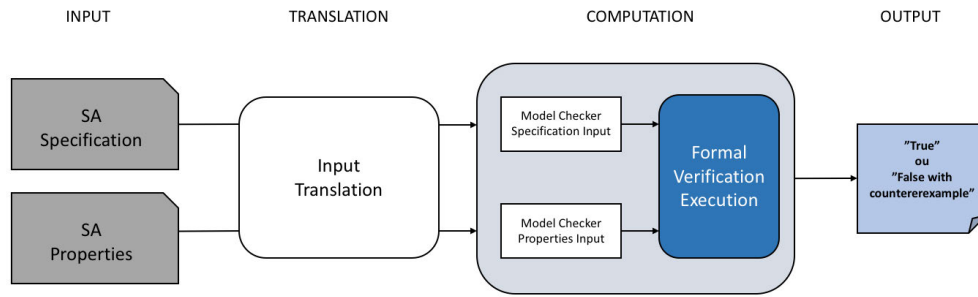 INPUT
TRANSLATION
COMPUTATION
OUTPUT
SA
Specification
SA
Properties
Input
Translation
Model Checker
Specification Input
Model Checker
Properties Input
Formal
Verification
Execution
”True”
ou
”False with
countererexample”